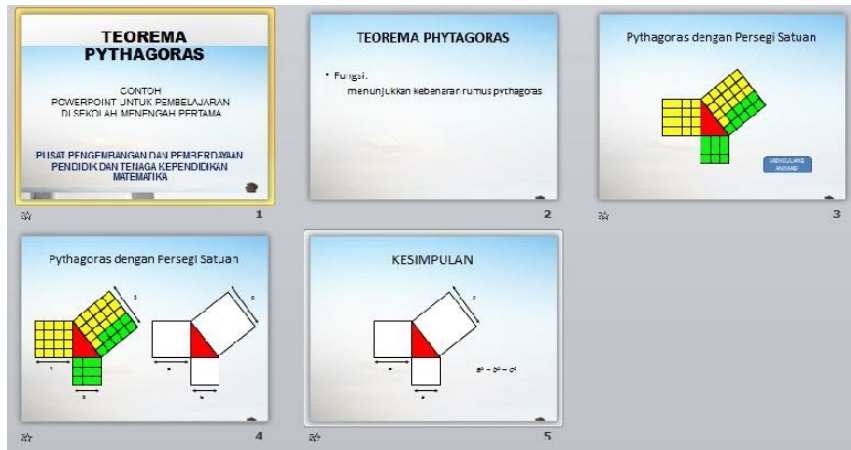 TEOREMA
PYTHAGORAS
CONTOH
POWERPOINT UNTUK PEMBELAJARAN
DI SEKOLAH MENENGAH PERTAMA
PUSAT PENGEMBANGAN DAN PEMBERDAYAAN
PENDIDIK DAN TENAGA KEPENDIDIKAN
MATEMATIKA
1
TEOREMA PHYTAGORAS
• Fungsi:
menunjukkan kebenaran rumus pythagoras
2
Pythagoras dengan Persegi Satuan
MENGULANG
ANIMASI
3
Pythagoras dengan Persegi Satuan
4
KESIMPULAN
5